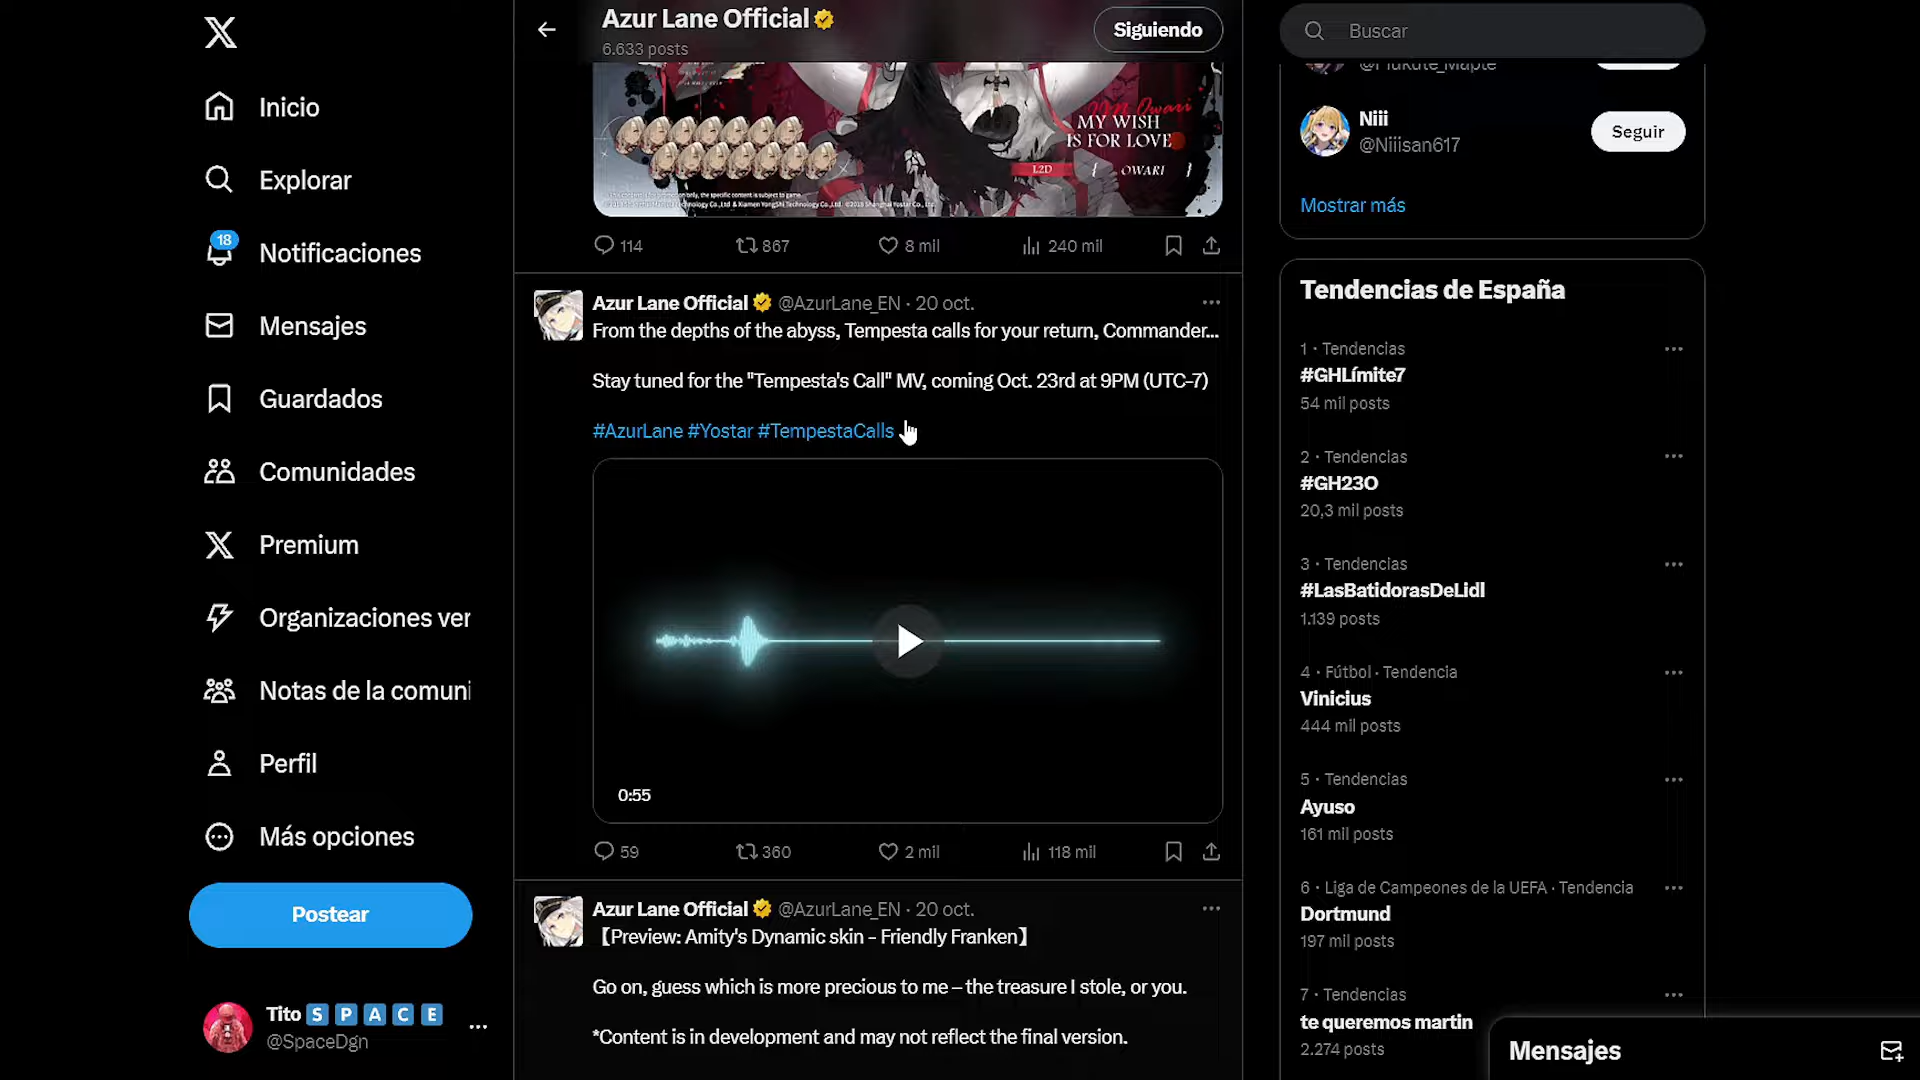 Inicio
Explorar
18
Notificaciones
Mensajes
Guardados
Comunidades
Premium
Organizaciones ver
Notas de la comuni
Perfil
Más opciones
Postear
Tito S P A C E
@SpaceDgn
Azur Lane Official
6.633 posts
Siguiendo
MY WISH
IS FOR LOVE
L2D
OWARI
114
867
8 mil
240 mil
Azur Lane Official @AzurLane_EN · 20 oct.
From the depths of the abyss, Tempesta calls for your return, Commander...
Stay tuned for the "Tempesta's Call" MV, coming Oct. 23rd at 9PM (UTC-7)
#AzurLane #Yostar #TempestaCalls
0:55
59
360
2 mil
118 mil
Azur Lane Official @AzurLane_EN · 20 oct.
【Preview: Amity's Dynamic skin - Friendly Franken】
Go on, guess which is more precious to me – the treasure I stole, or you.
*Content is in development and may not reflect the final version.
Buscar
Niii
@Niiisan617
Seguir
Mostrar más
Tendencias de España
1 · Tendencias
#GHLímite7
54 mil posts
2 · Tendencias
#GH23O
20,3 mil posts
3 · Tendencias
#LasBatidorasDeLidl
1.139 posts
4 · Fútbol · Tendencia
Vinicius
444 mil posts
5 · Tendencias
Ayuso
161 mil posts
6 · Liga de Campeones de la UEFA · Tendencia
Dortmund
197 mil posts
7 · Tendencias
te queremos martin
2.274 posts
Mensajes